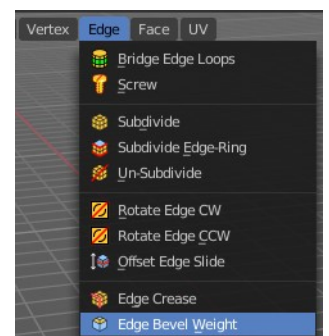 Vertex Edge Face UV
Bridge Edge Loops
Screw
Subdivide
Subdivide Edge-Ring
Un-Subdivide
Rotate Edge CW
Rotate Edge CCW
Offset Edge Slide
Edge Crease
Edge Bevel Weight